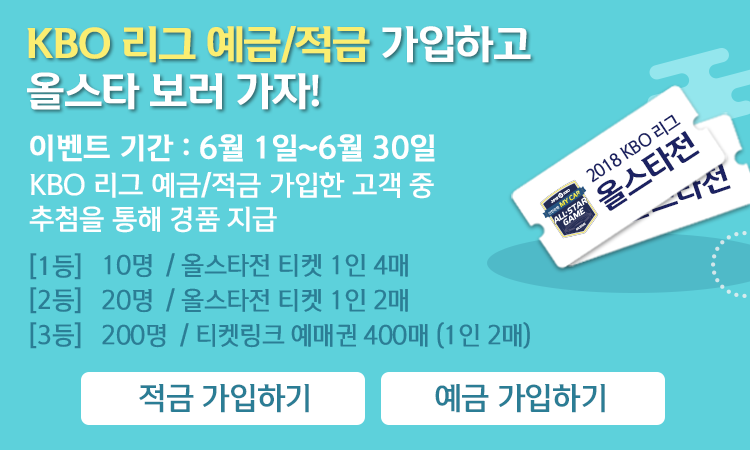 KBO 리그 예금/적금 가입하고
올스타 보러 가자!
이벤트 기간 : 6월 1일~6월 30일
KBO 리그 예금/적금 가입한 고객 중
추첨을 통해 경품 지급
[1등] 10명 / 올스타전 티켓 1인 4매
[2등] 20명 / 올스타전 티켓 1인 2매
[3등] 200명 / 티켓링크 예매권 400매 (1인 2매)
적금 가입하기
예금 가입하기
2018 KBO 리그
올스타전
MY CAR
ALL-STAR
GAME
스타전